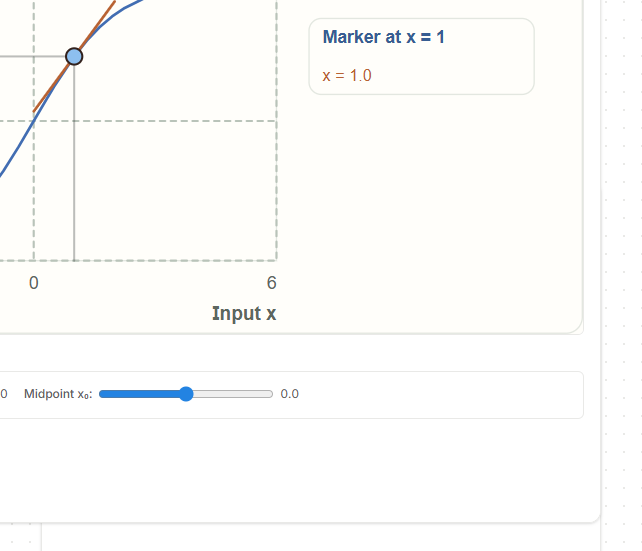 Marker at x = 1
x = 1.0
0
6
Input x
0
Midpoint x₀:
0.0